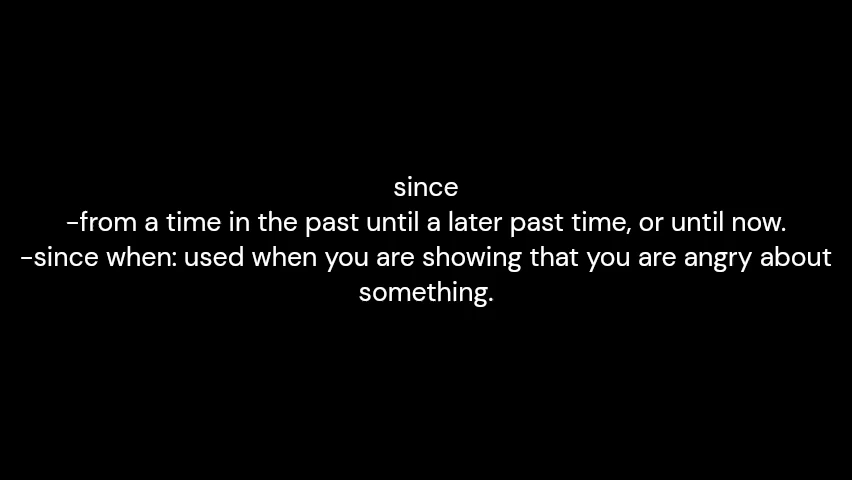 since
-from a time in the past until a later past time, or until now.
-since when: used when you are showing that you are angry about
something.